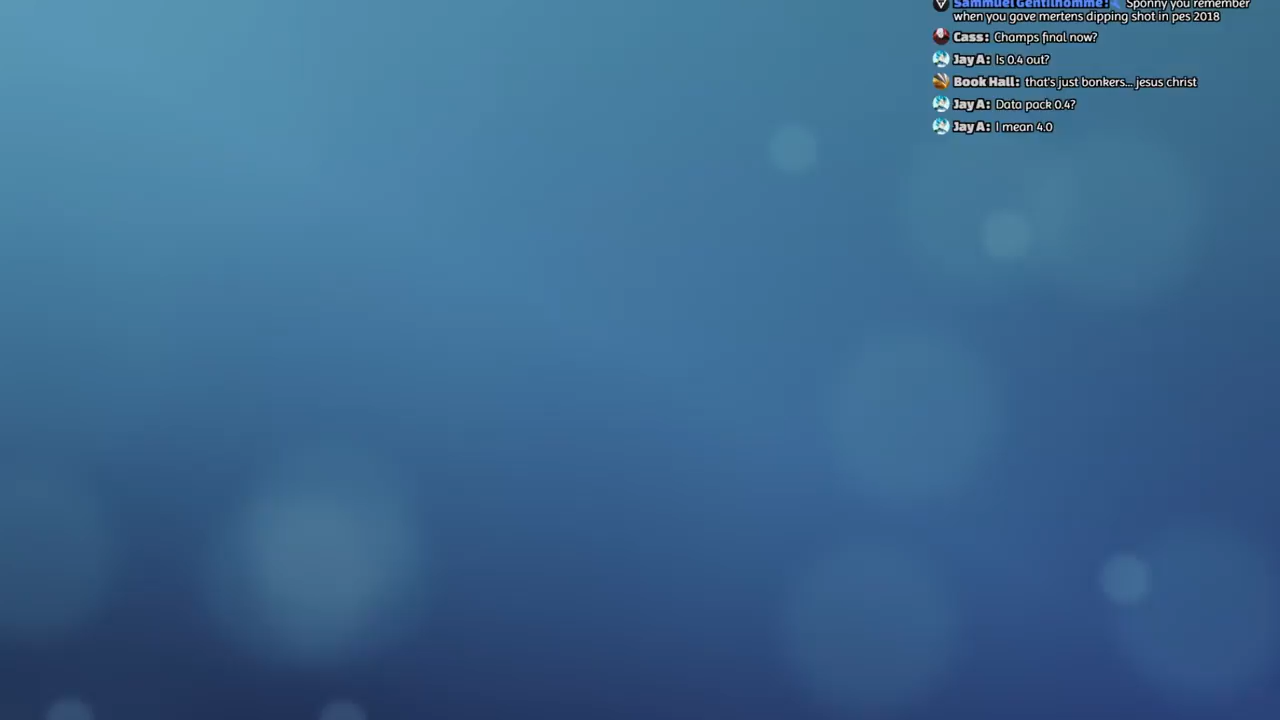 Sammuel Gentilhomme: Sponny you remember
when you gave mertens dipping shot in pes 2018
Cass: Champs final now?
Jay A: Is 0.4 out?
Book Hall: that's just bonkers... jesus christ
Jay A: Data pack 0.4?
Jay A: I mean 4.0